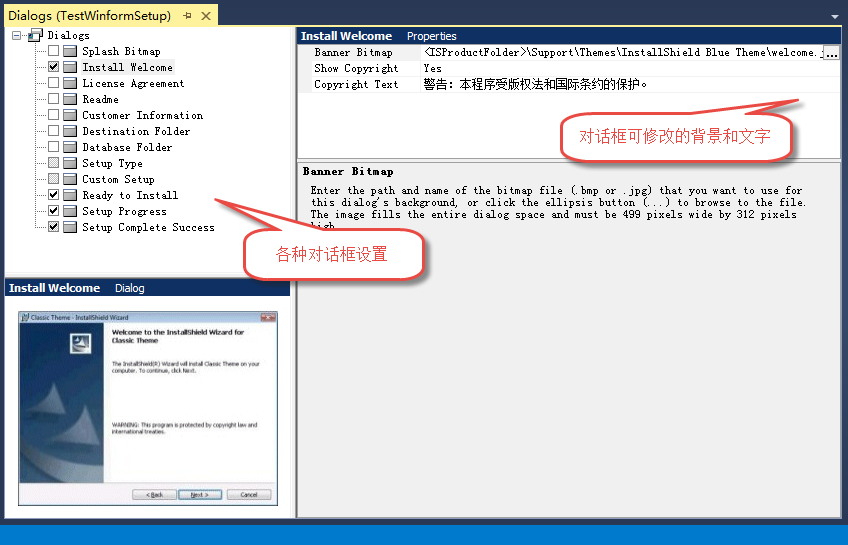 Dialogs (TestWinformSetup)
Dialogs
Splash Bitmap
Install Welcome
License Agreement
Readme
Customer Information
Destination Folder
Database Folder
Setup Type
Custom Setup
Ready to Install
Setup Progress
Setup Complete Success
各种对话框设置
Install Welcome Properties
Banner Bitmap <ISProductFolder>\Support\Themes\InstallShield Blue Theme\welcome.j ...
Show Copyright Yes
Copyright Text 警告：本程序受版权法和国际条约的保护。
对话框可修改的背景和文字
Banner Bitmap
Enter the path and name of the bitmap file (.bmp or .jpg) that you want to use for
this dialog's background, or click the ellipsis button (...) to browse to the file.
The image fills the entire dialog space and must be 499 pixels wide by 312 pixels
high.
Install Welcome Dialog
Classic Theme - InstallShield Wizard
Welcome to the InstallShield Wizard for
Classic Theme
The InstallShield(R) Wizard will install Classic Theme on your
computer. To continue, click Next.
WARNING: This program is protected by copyright law and
international treaties.
< Back Next > Cancel